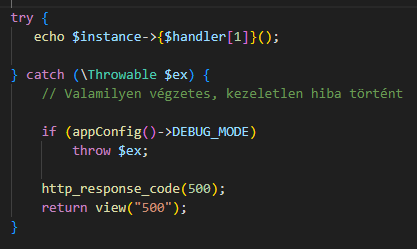 try {
echo $instance->{$handler[1]}();
} catch (\Throwable $ex) {
// Valamilyen végzetes, kezeletlen hiba történt
if (appConfig()->DEBUG_MODE)
throw $ex;
http_response_code(500);
return view("500");
}